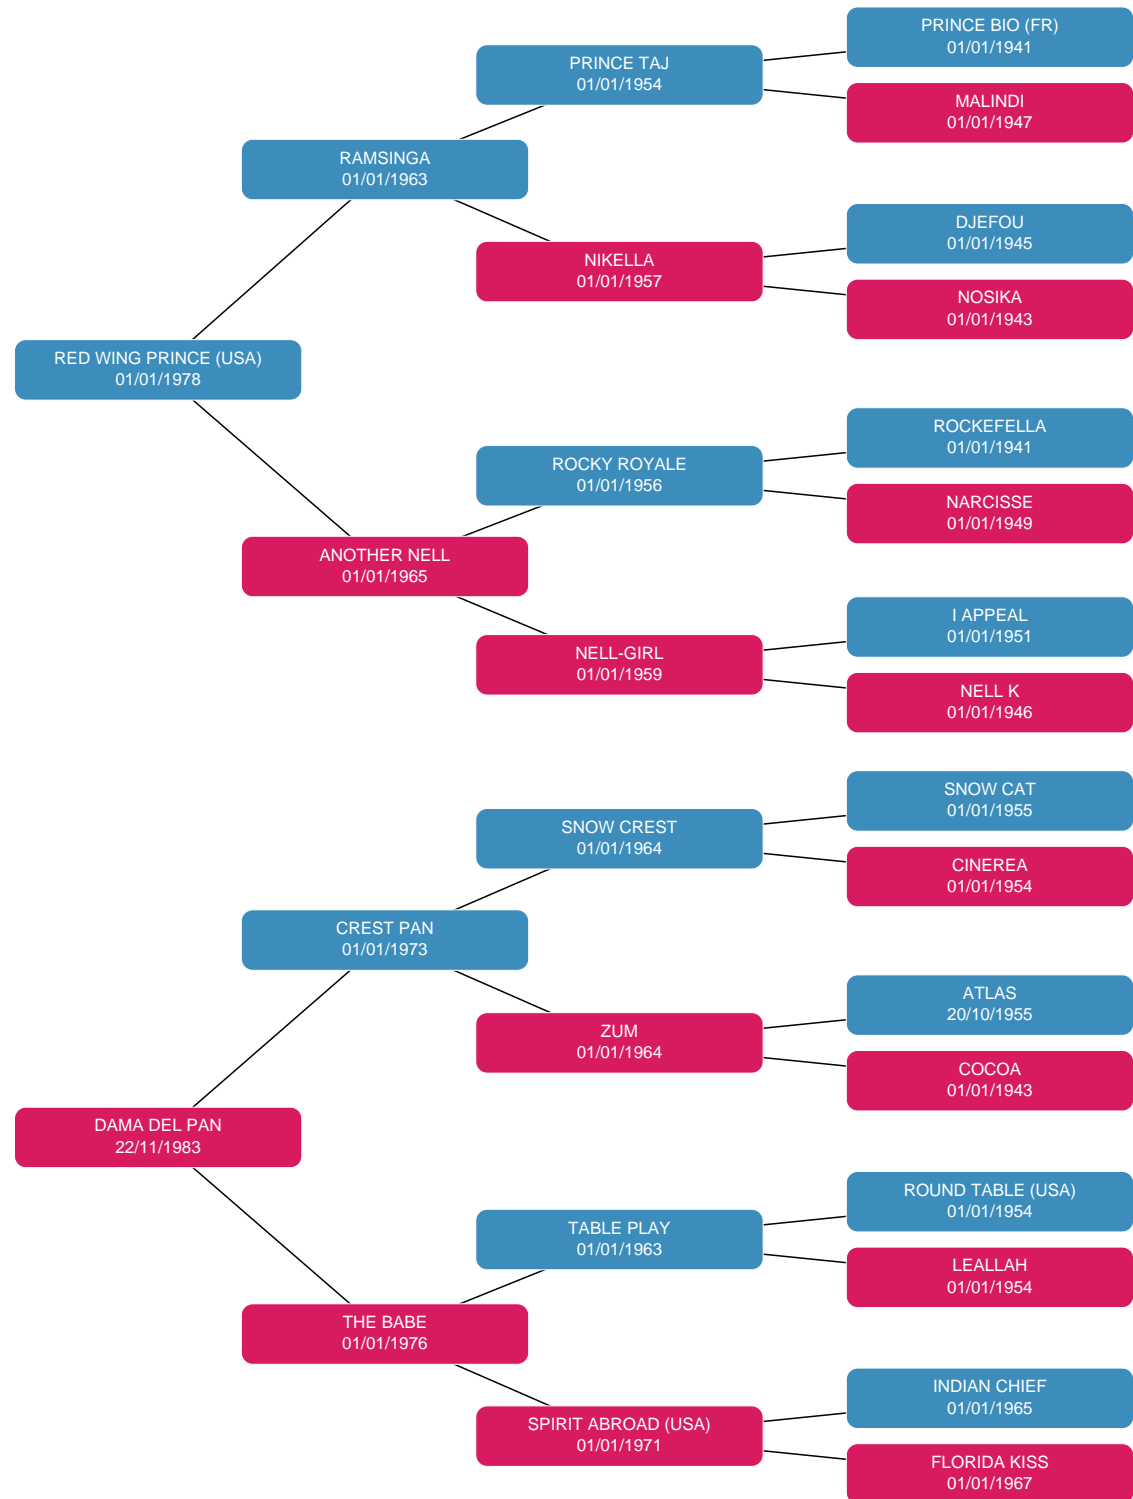 PRINCE BIO (FR)
01/01/1941
PRINCE TAJ
01/01/1954
MALINDI
01/01/1947
RAMSINGA
01/01/1963
DJEFOU
01/01/1945
NIKELLA
01/01/1957
NOSIKA
01/01/1943
RED WING PRINCE (USA)
01/01/1978
ROCKEFELLA
01/01/1941
ROCKY ROYALE
01/01/1956
NARCISSE
01/01/1949
ANOTHER NELL
01/01/1965
I APPEAL
01/01/1951
NELL-GIRL
01/01/1959
NELL K
01/01/1946
SNOW CAT
01/01/1955
SNOW CREST
01/01/1964
CINEREA
01/01/1954
CREST PAN
01/01/1973
ATLAS
20/10/1955
ZUM
01/01/1964
COCOA
01/01/1943
DAMA DEL PAN
22/11/1983
ROUND TABLE (USA)
01/01/1954
TABLE PLAY
01/01/1963
LEALLAH
01/01/1954
THE BABE
01/01/1976
INDIAN CHIEF
01/01/1965
SPIRIT ABROAD (USA)
01/01/1971
FLORIDA KISS
01/01/1967